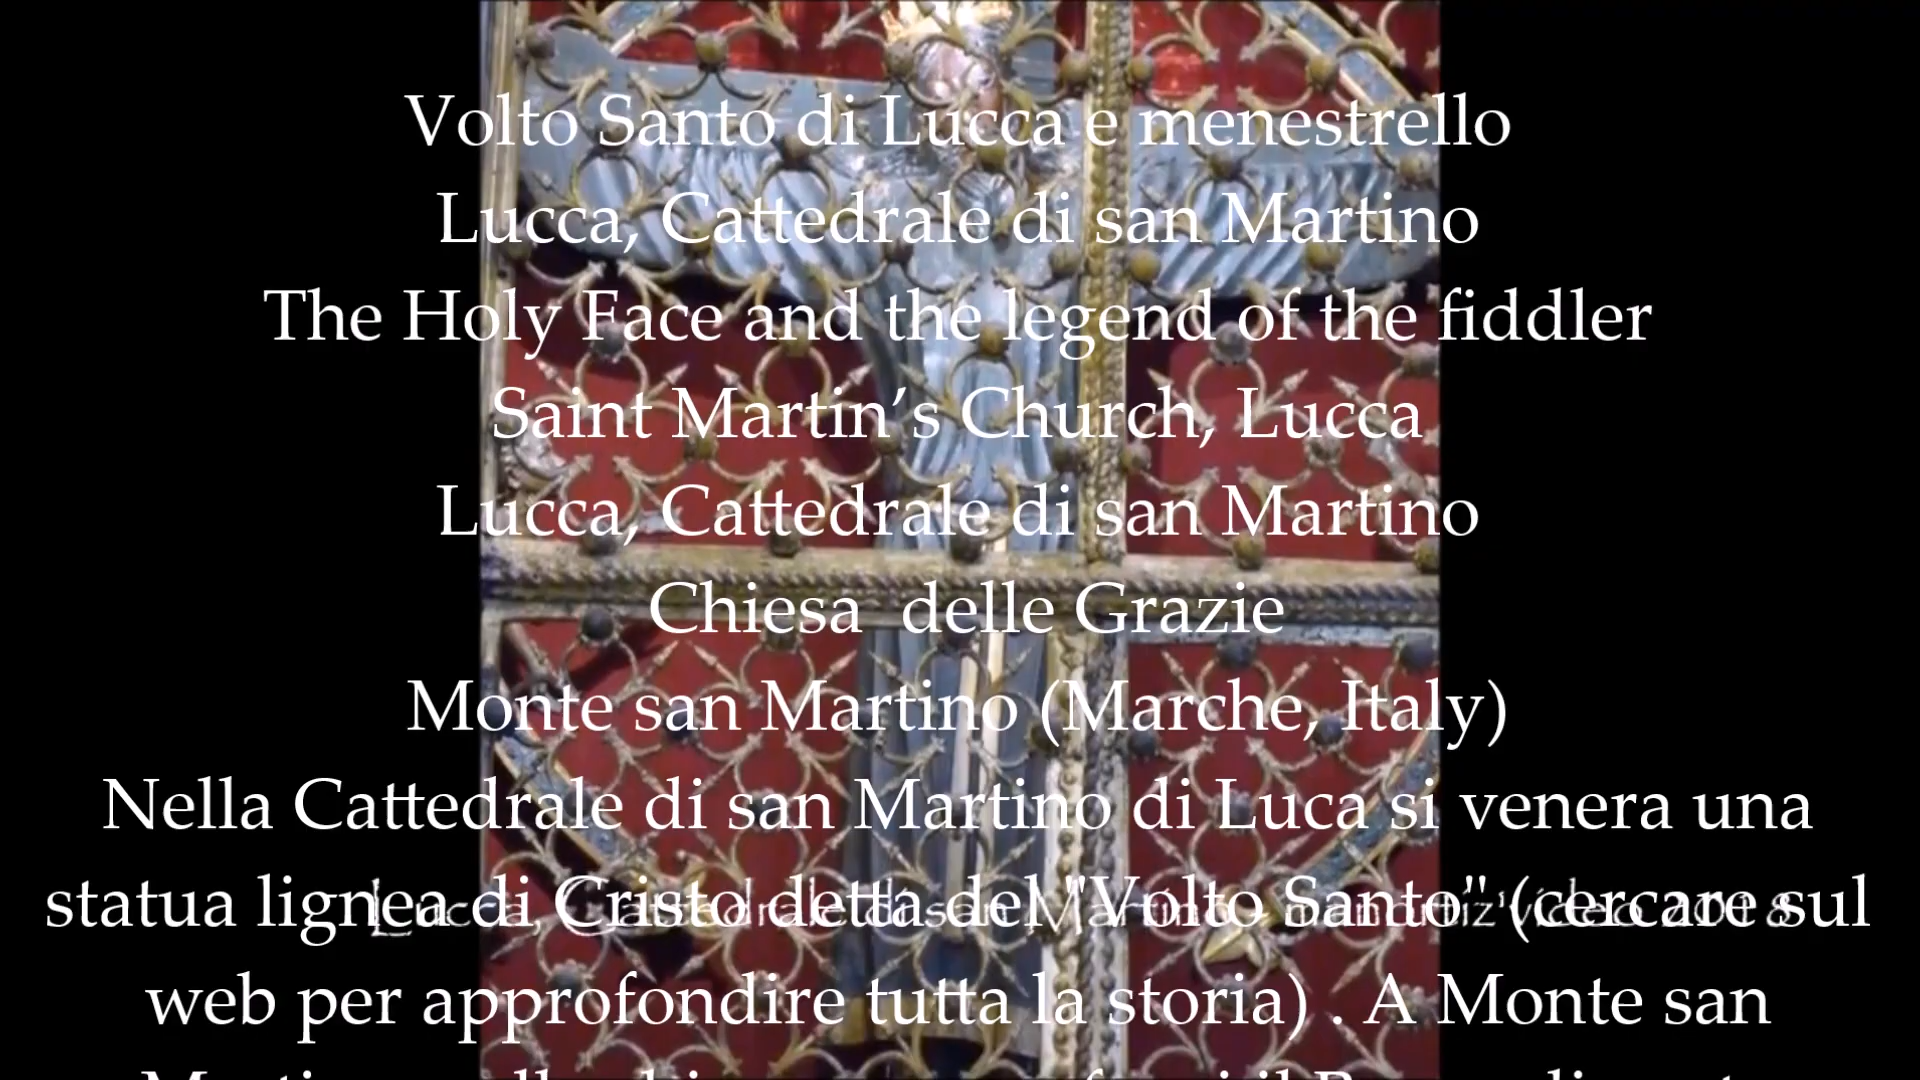 Volto Santo di Lucca e menestrello
Lucca, Cattedrale di san Martino
The Holy Face and the legend of the fiddler
Saint Martin’s Church, Lucca
Lucca, Cattedrale di san Martino
Chiesa  delle Grazie
Monte san Martino (Marche, Italy)
Nella Cattedrale di san Martino di Luca si venera una
statua lignea di Cristo detta del "Volto Santo" (cercare sul
web per approfondire tutta la storia) . A Monte san